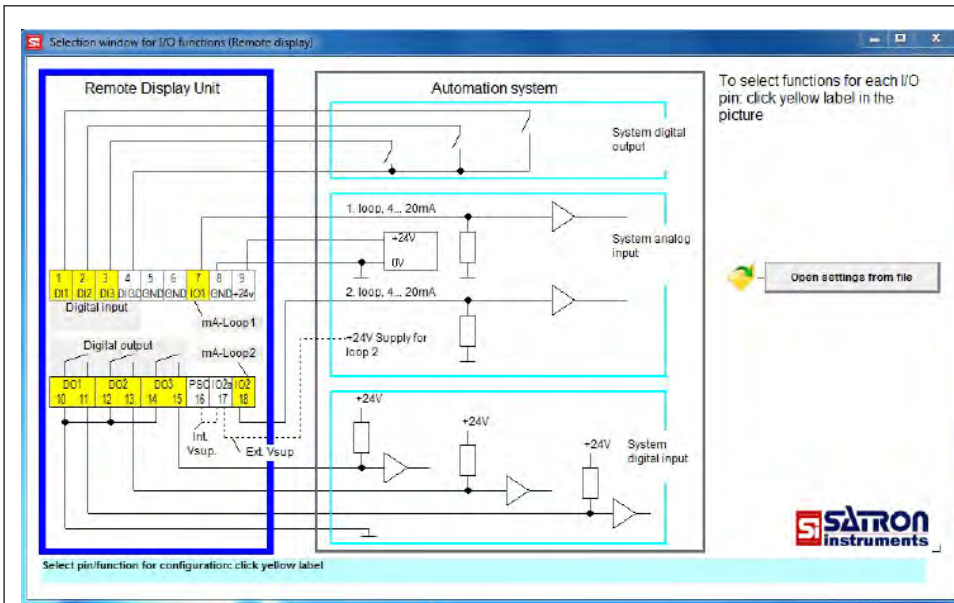 Selection window for I/O functions (Remote display)
Remote Display Unit
Automation system
To select functions for each I/O
pin: click yellow label in the
picture
System digital
output
1. loop, 4... 20mA
+24V
0V
System analog
input
1 2 3 4 5 6 7 8 9
DI1 DI2 DI3 DIGD GND GND IO1 GND +24v
Digital input
mA-Loop1
2. loop, 4... 20mA
+24V Supply for
loop 2
Open settings from file
Digital output
mA-Loop2
DO1 DO2 DO3 PSO IO2s IO2
10 11 12 13 14 15 16 17 18
Int.
Vsup.
Ext. Vsup
+24V
+24V
+24V
System
digital input
Si SATRON
instruments
Select pin/function for configuration: click yellow label